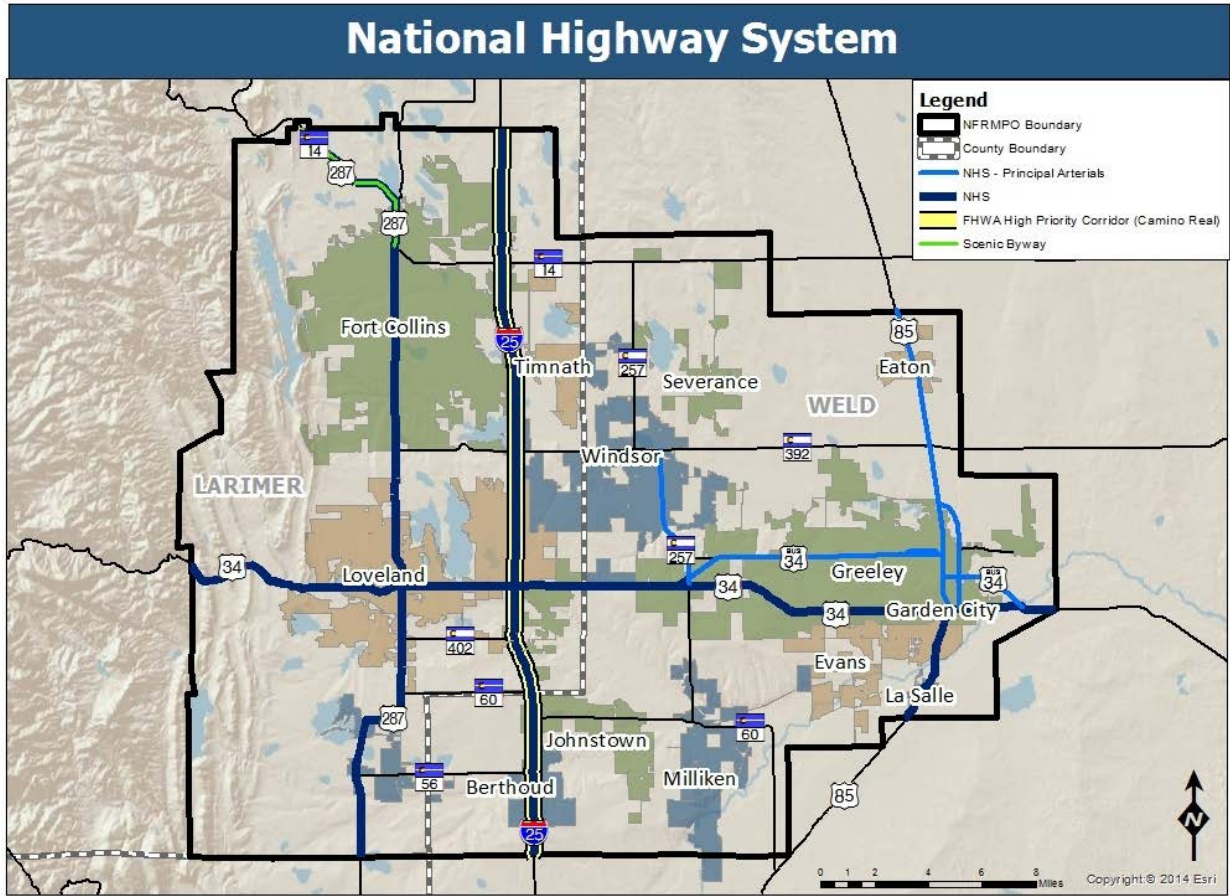 National Highway System
Legend
NFRMPO Boundary
County Boundary
NHS - Principal Arterials
NHS
FHWA High Priority Corridor (Camino Real)
Scenic Byway
14
287
287
14
Fort Collins
25
Timnath
257
Severance
85
Eaton
WELD
Windsor
392
LARIMER
257
BUS
34
Greeley
BUS
34
34
Loveland
34
34
Garden City
402
Evans
60
La Salle
287
Johnstown
60
56
Berthoud
Milliken
85
25
N
0 1 2 4 6 8
Miles
Copyright:© 2014 Esri